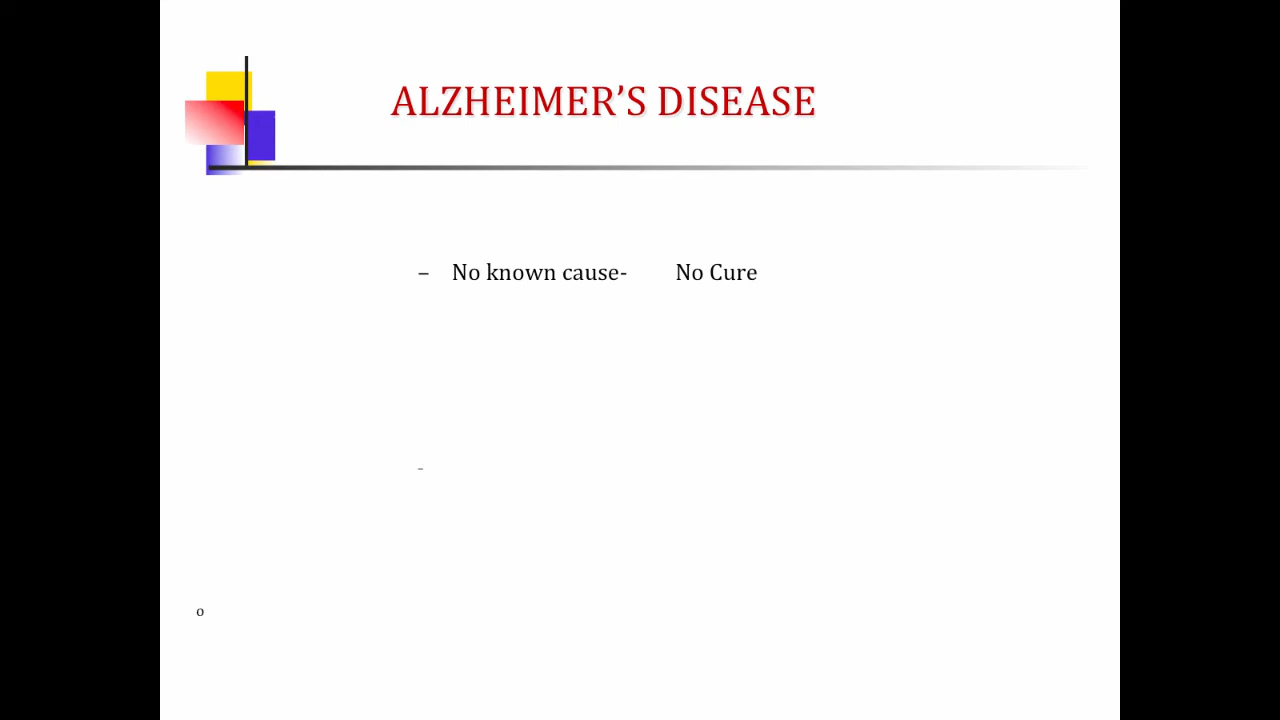 ALZHEIMER’S DISEASE
– No known cause- No Cure
–
o